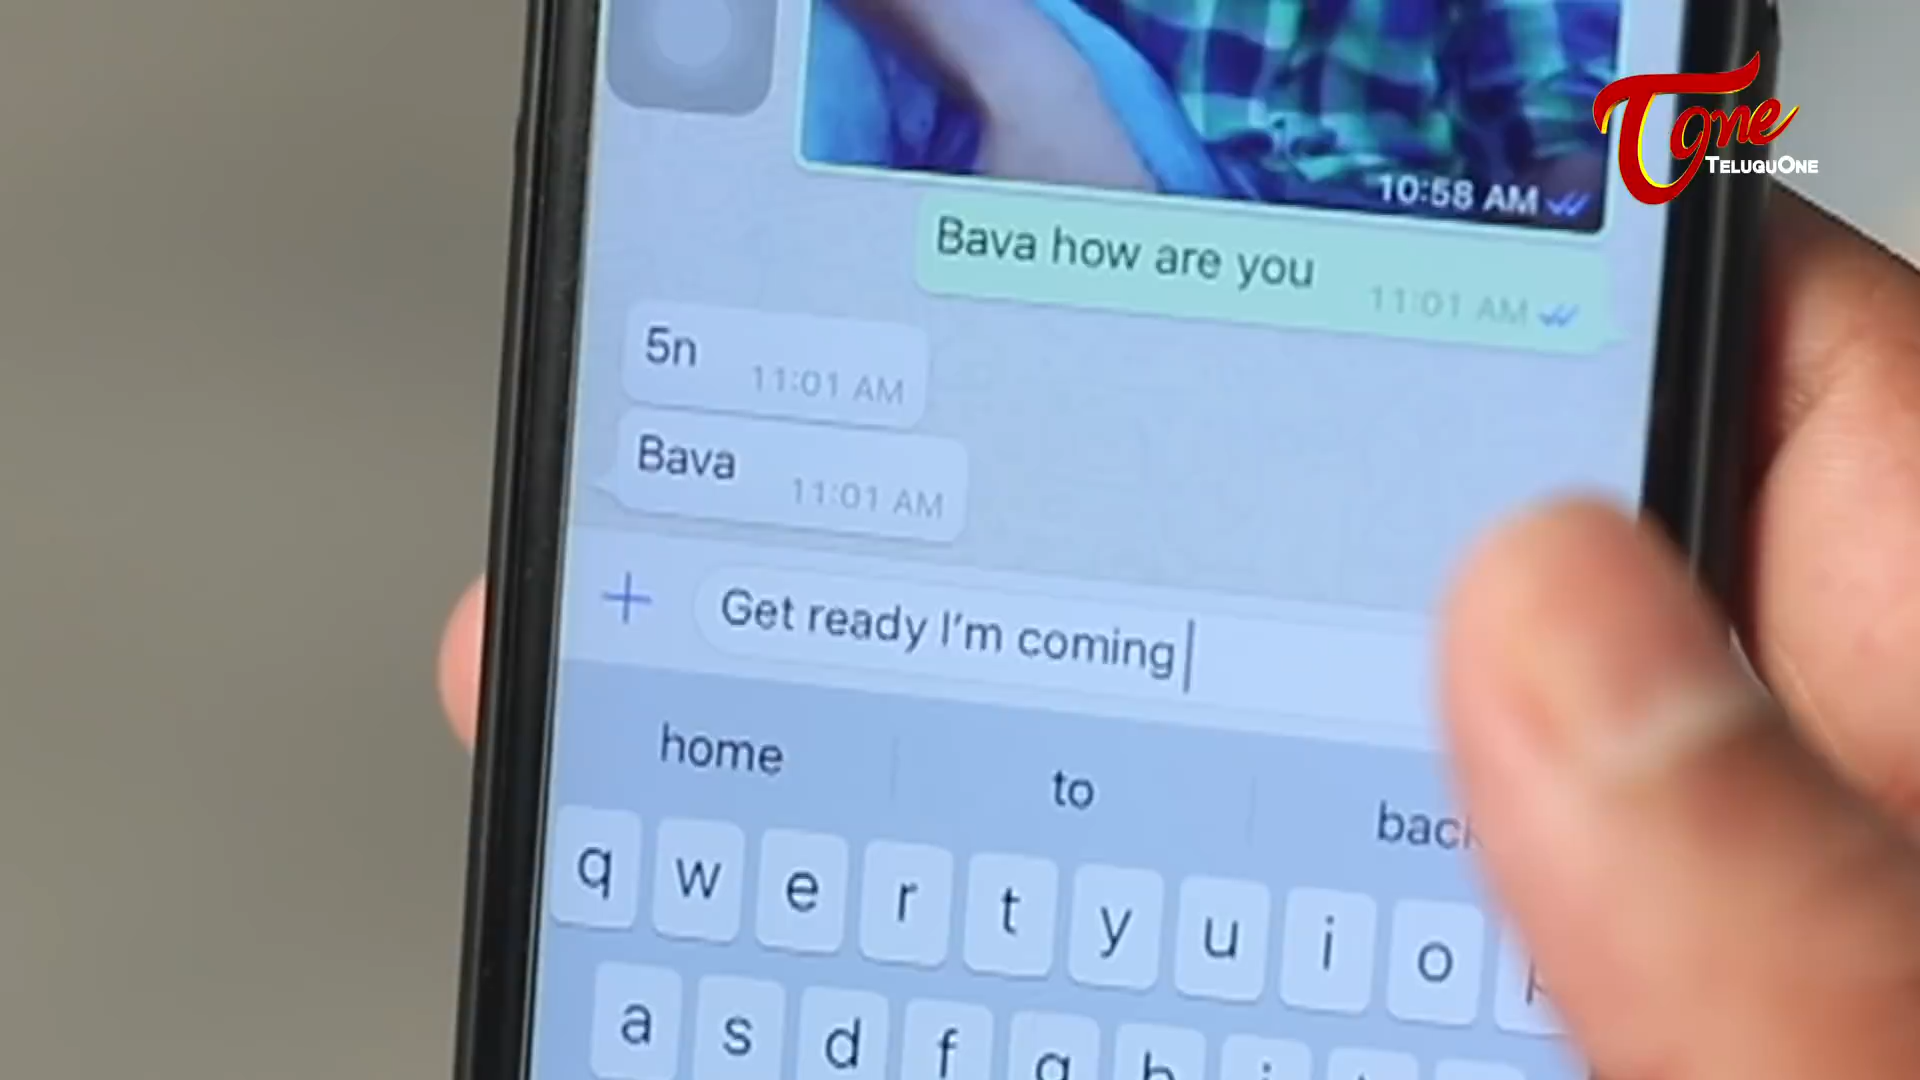 Tone
TELUGUONE
10:58 AM
Bava how are you
11:01 AM
5n
11:01 AM
Bava
11:01 AM
Get ready I'm coming
home to
q w e r t y u i o
a s d f